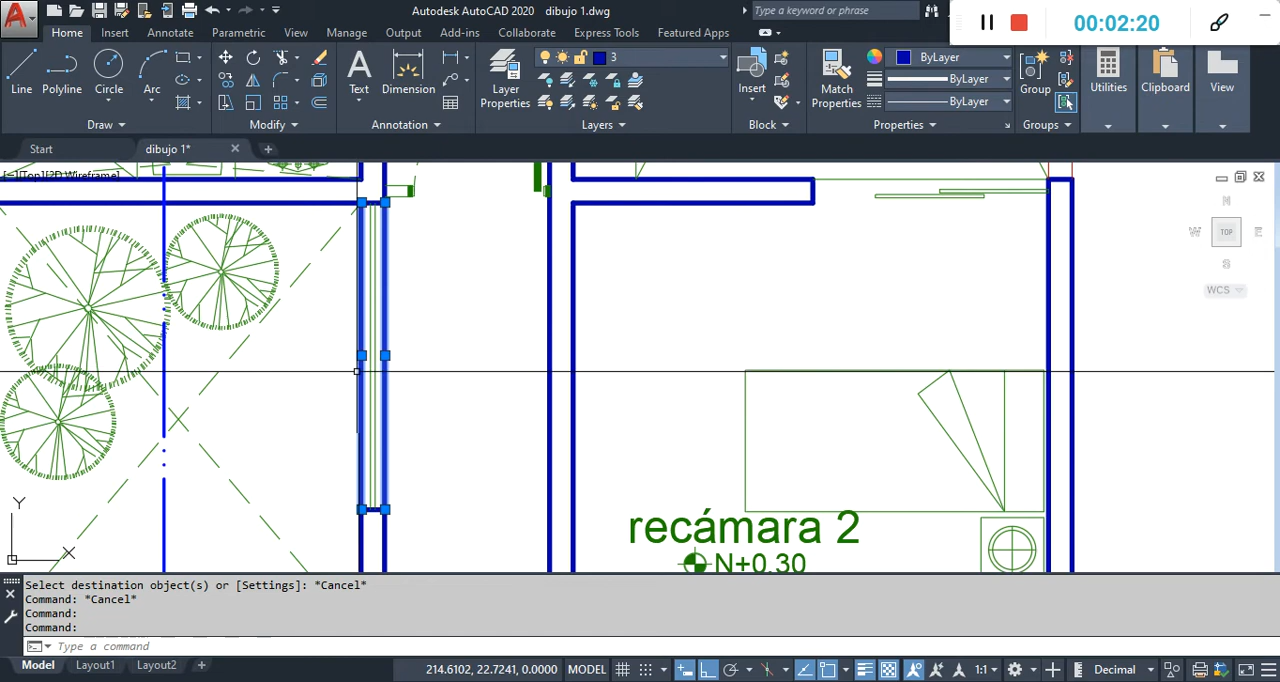 Autodesk AutoCAD 2020 dibujo 1.dwg
Type a keyword or phrase
00:02:20
Home Insert Annotate Parametric View Manage Output Add-ins Collaborate Express Tools Featured Apps
Line Polyline Circle Arc
Text Dimension
Layer Properties
3
Insert
Match Properties
ByLayer
ByLayer
ByLayer
Group
Utilities
Clipboard
View
Draw Modify Annotation Layers Block Properties Groups
Start dibujo 1*
[−][Top][2D Wireframe]
N
W TOP E
S
WCS
recámara 2
N+0.30
Y
X
Select destination object(s) or [Settings]: *Cancel*
Command: *Cancel*
Command:
Command:
Type a command
Model Layout1 Layout2 +
214.6102, 22.7241, 0.0000 MODEL 1:1 Decimal